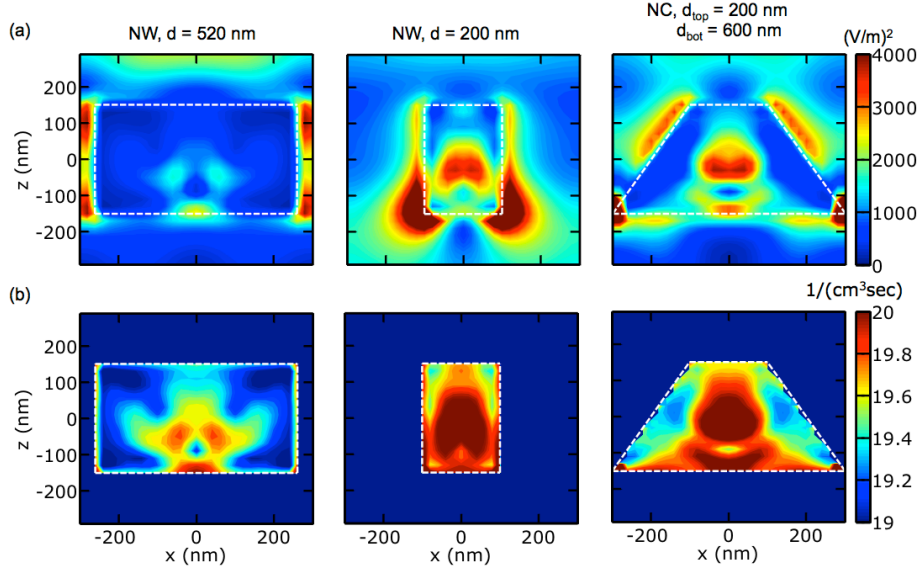 (a)
NW, d = 520 nm
NW, d = 200 nm
NC, d_top = 200 nm
d_bot = 600 nm
(V/m)²
z (nm)
200
100
0
-100
-200
4000
3000
2000
1000
0
(b)
1/(cm³sec)
z (nm)
200
100
0
-100
-200
20
19.8
19.6
19.4
19.2
19
-200 0 200
-200 0 200
-200 0 200
x (nm)
x (nm)
x (nm)